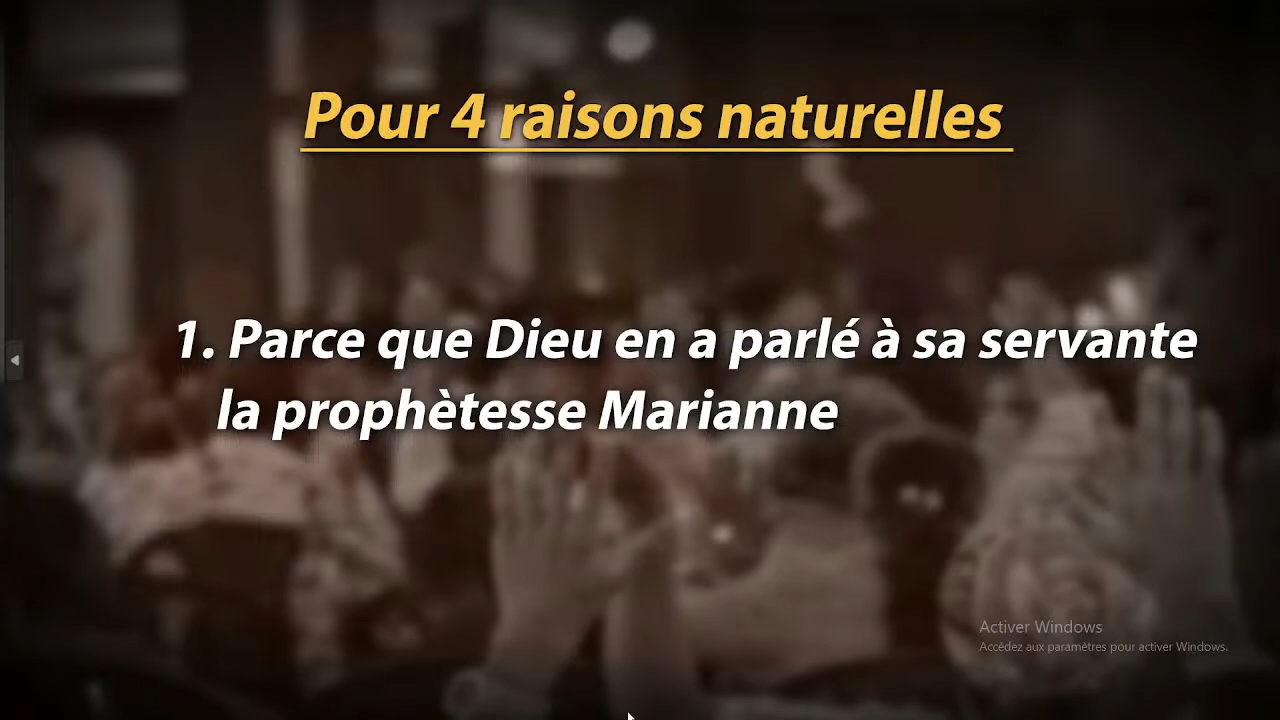 Pour 4 raisons naturelles
1. Parce que Dieu en a parlé à sa servante
la prophètesse Marianne
Activer Windows
Accédez aux paramètres pour activer Windows.